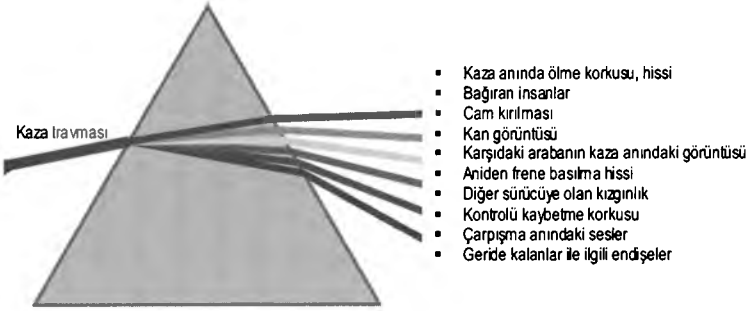 Kaza travması
▪ Kaza anında ölme korkusu, hissi
▪ Bağıran insanlar
▪ Cam kırılması
▪ Kan görüntüsü
▪ Karşıdaki arabanın kaza anındaki görüntüsü
▪ Aniden frene basılma hissi
▪ Diğer sürücüye olan kızgınlık
▪ Kontrolü kaybetme korkusu
▪ Çarpışma anındaki sesler
▪ Geride kalanlar ile ilgili endişeler